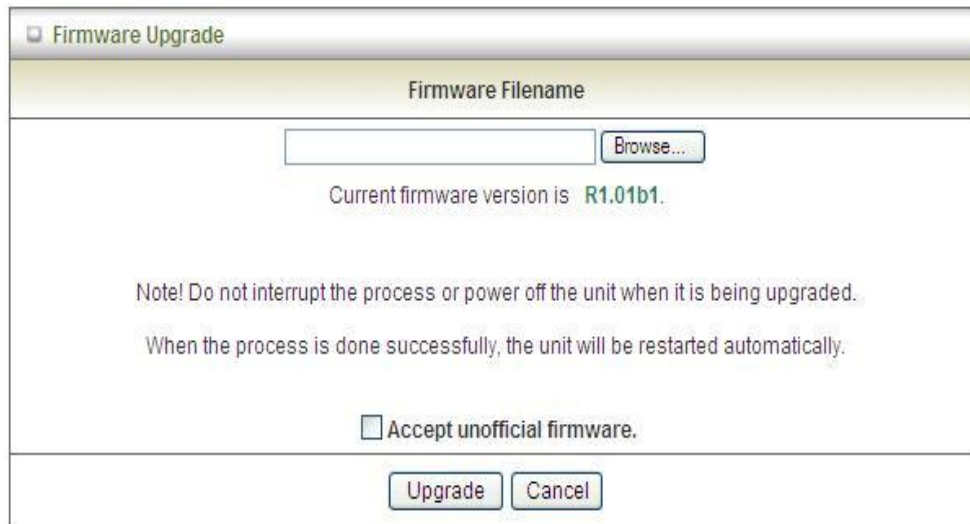 Firmware Upgrade
Firmware Filename
Browse...
Current firmware version is R1.01b1.
Note! Do not interrupt the process or power off the unit when it is being upgraded.
When the process is done successfully, the unit will be restarted automatically.
Accept unofficial firmware.
Upgrade Cancel